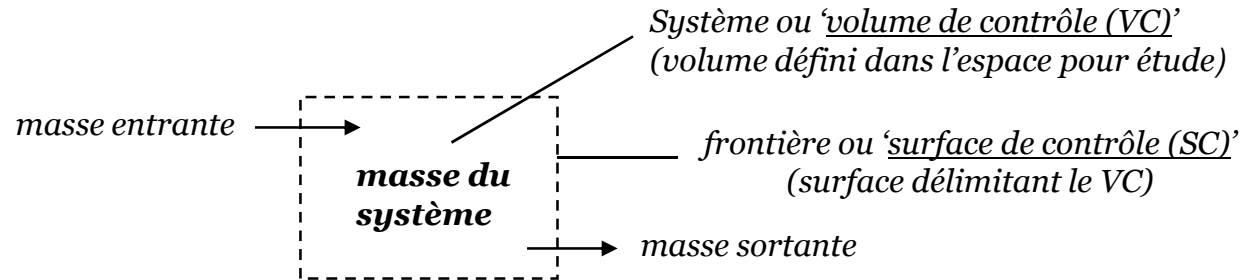 Système ou ‘volume de contrôle (VC)’
(volume défini dans l’espace pour étude)
masse entrante
frontière ou ‘surface de contrôle (SC)’
(surface délimitant le VC)
masse du
système
masse sortante